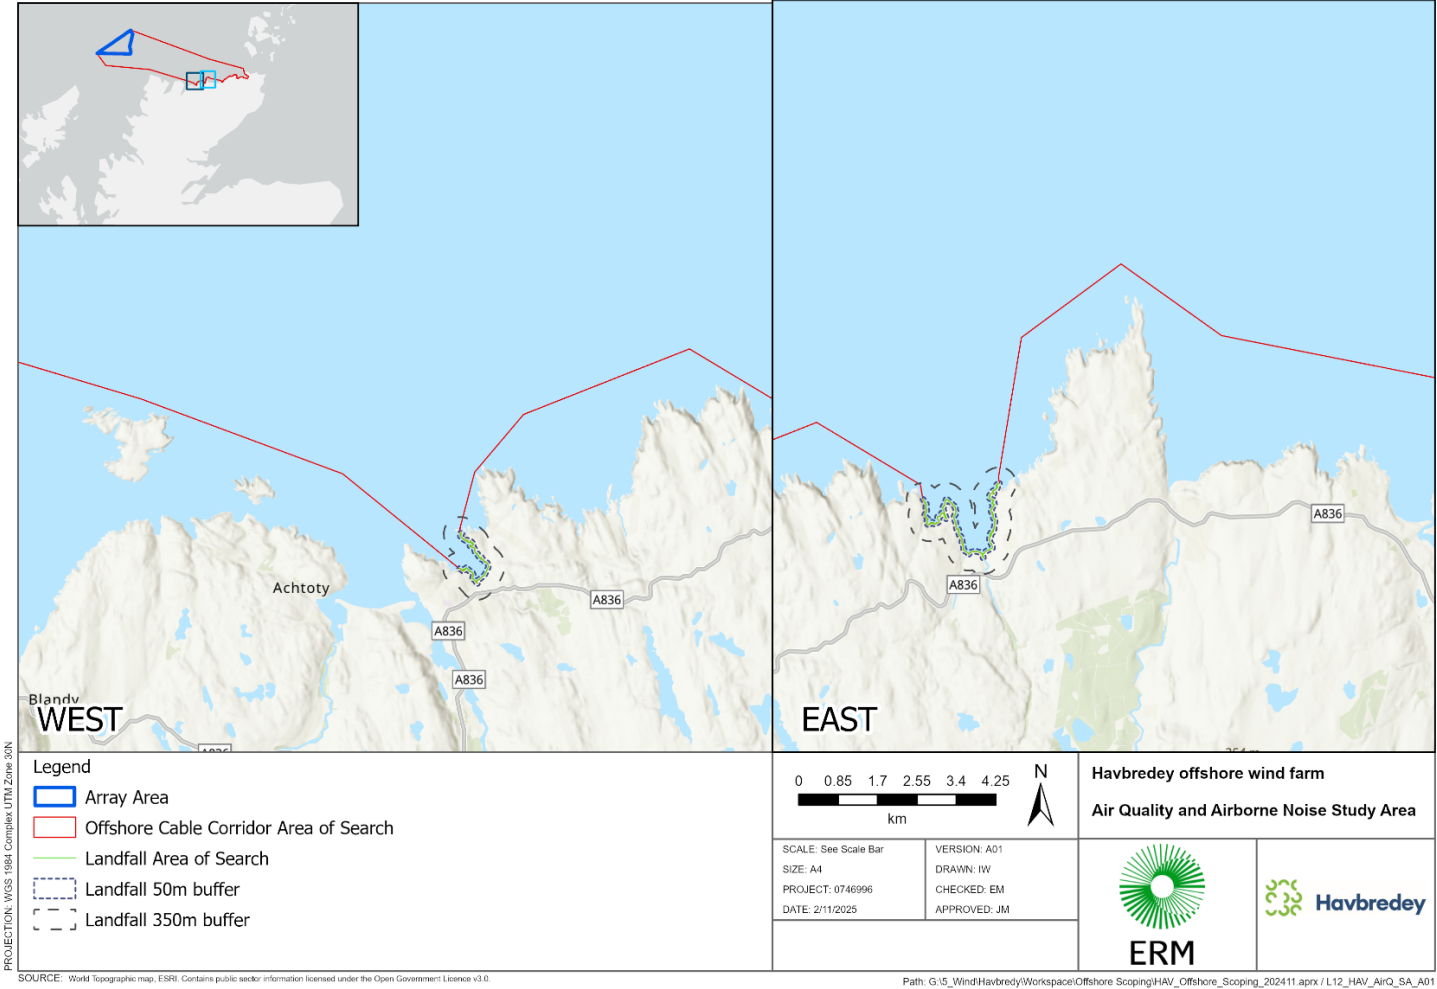 Achtoty
A836
A836
A836
Blandy
WEST
A836
A836
EAST
PROJECTION: WGS 1984 Complex UTM Zone 30N
Legend
Array Area
Offshore Cable Corridor Area of Search
Landfall Area of Search
Landfall 50m buffer
Landfall 350m buffer
0 0.85 1.7 2.55 3.4 4.25
km
N
Havbredey offshore wind farm
Air Quality and Airborne Noise Study Area
SCALE: See Scale Bar
SIZE: A4
PROJECT: 0746996
DATE: 2/11/2025
VERSION: A01
DRAWN: IW
CHECKED: EM
APPROVED: JM
ERM
Havbredey
SOURCE: World Topographic map, ESRI. Contains public sector information licensed under the Open Government Licence v3.0.
Path: G:\5_Wind\Havbredy\Workspace\Offshore Scoping\HAV_Offshore_Scoping_202411.aprx / L12_HAV_AirQ_SA_A01